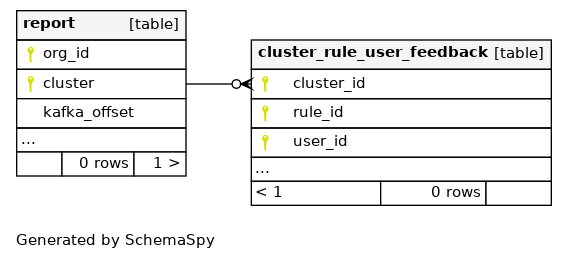 report [table]
org_id
cluster
kafka_offset
...
0 rows 1 >
cluster_rule_user_feedback [table]
cluster_id
rule_id
user_id
...
< 1 0 rows
Generated by SchemaSpy